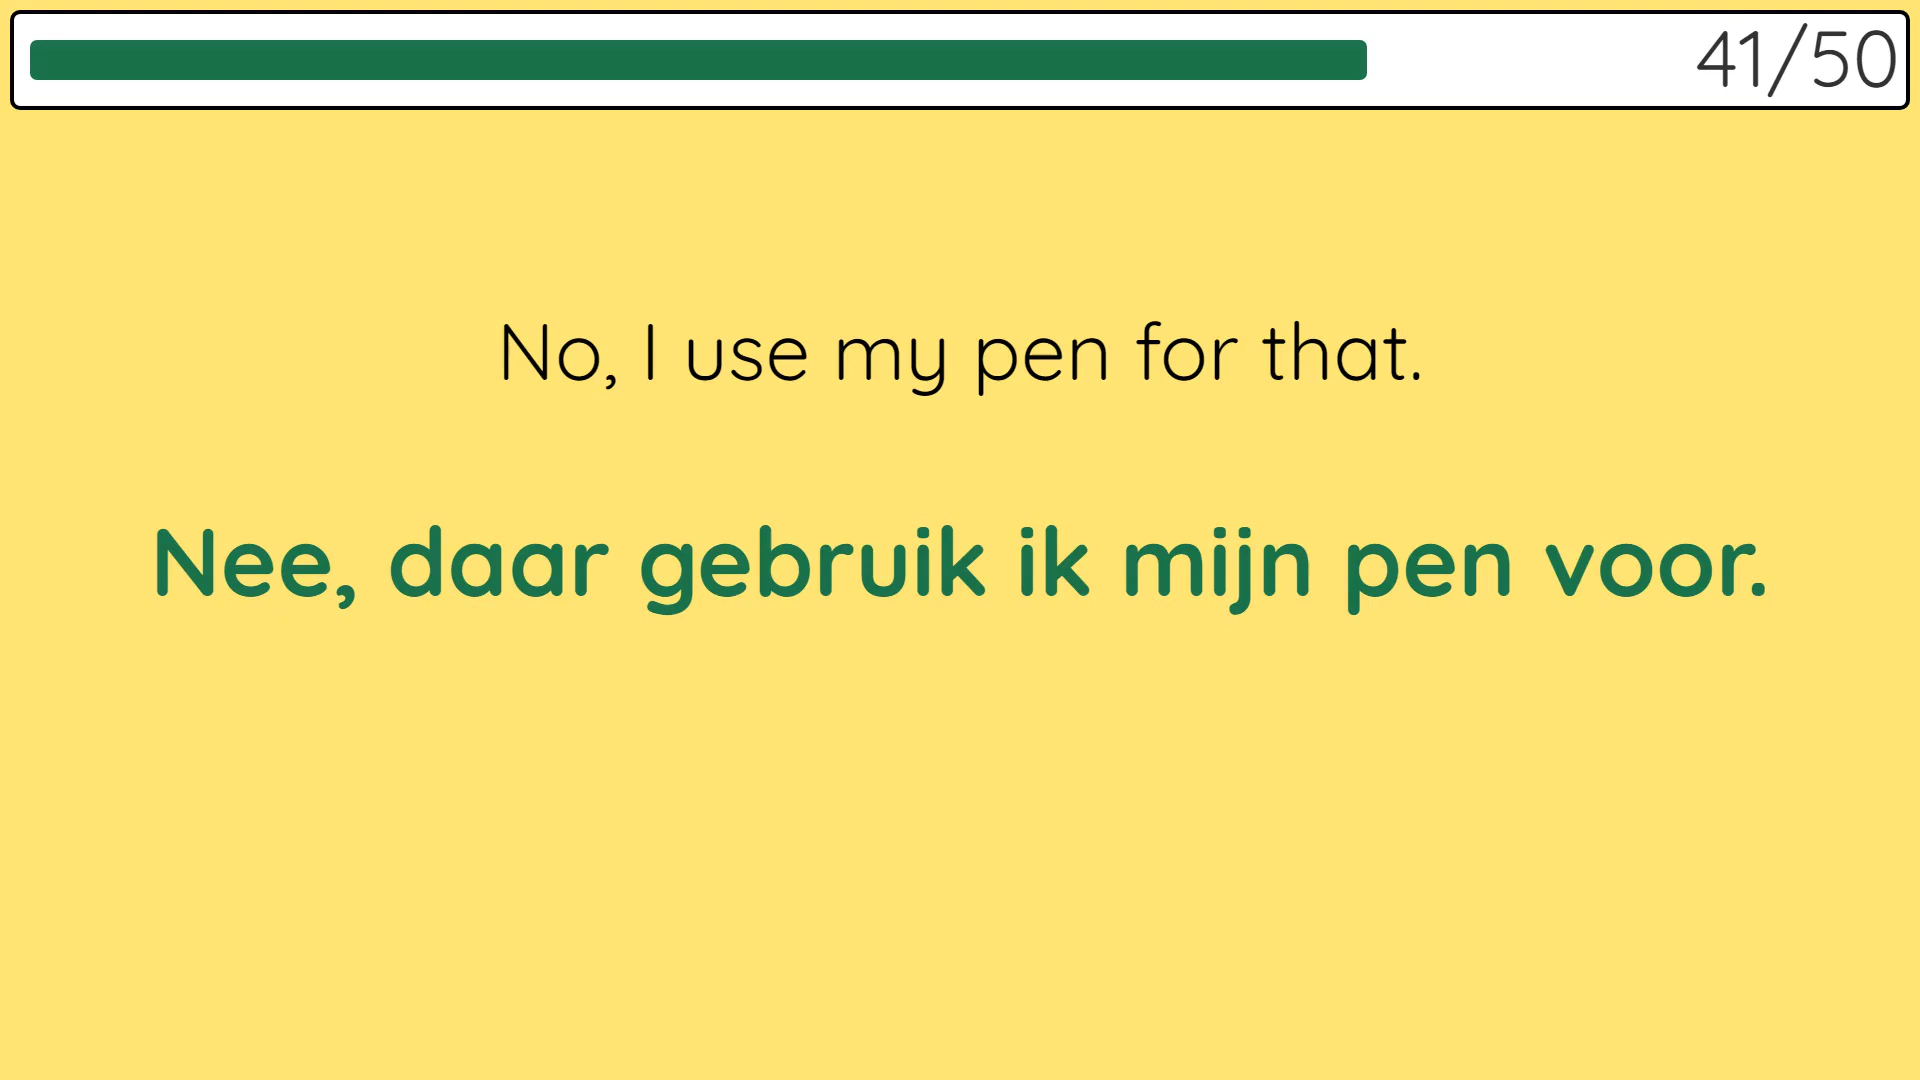 41/50
No, I use my pen for that.
Nee, daar gebruik ik mijn pen voor.